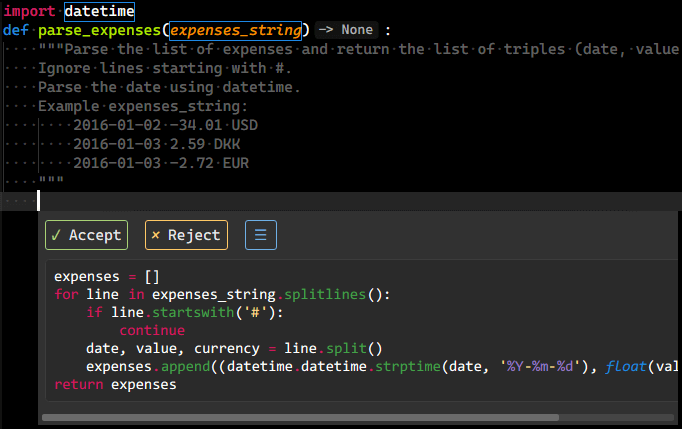 import datetime
def parse_expenses(expenses_string) -> None :
"""Parse the list of expenses and return the list of triples (date, value
Ignore lines starting with #.
Parse the date using datetime.
Example expenses_string:
2016-01-02 -34.01 USD
2016-01-03 2.59 DKK
2016-01-03 -2.72 EUR
"""
✓ Accept × Reject ☰
expenses = []
for line in expenses_string.splitlines():
if line.startswith('#'):
continue
date, value, currency = line.split()
expenses.append((datetime.datetime.strptime(date, '%Y-%m-%d'), float(val
return expenses